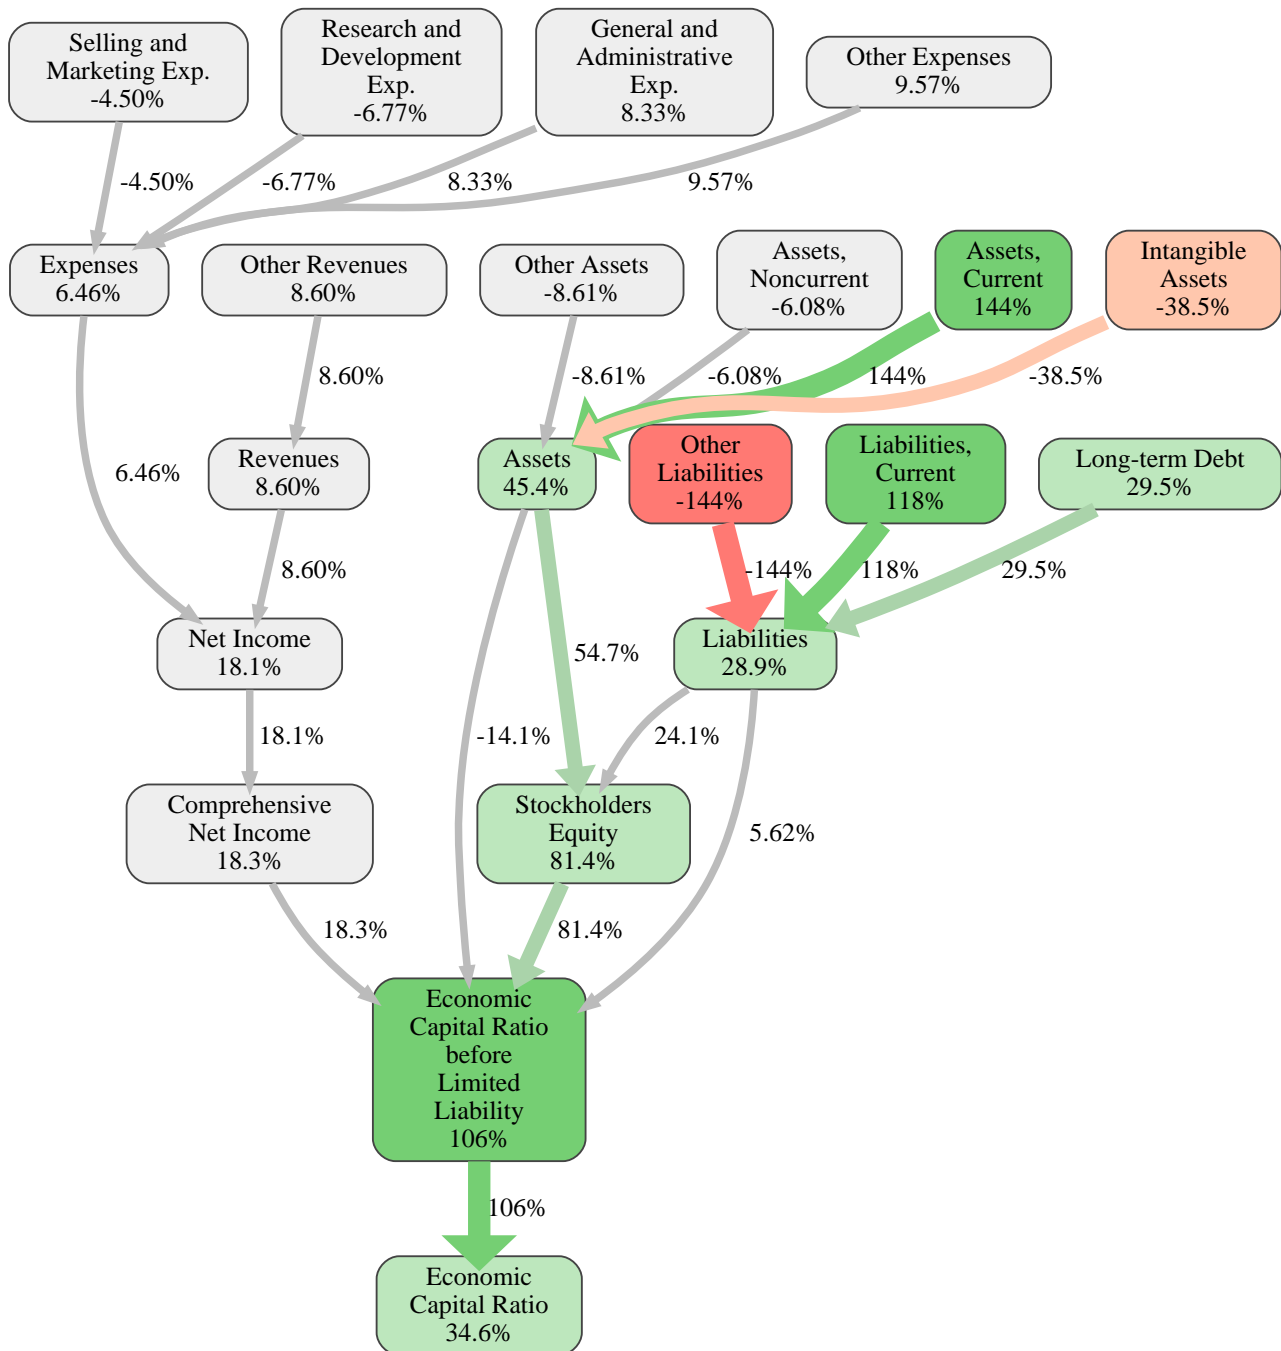 Selling and
Marketing Exp.
-4.50%
Research and
Development
Exp.
-6.77%
General and
Administrative
Exp.
8.33%
Other Expenses
9.57%
-4.50%
-6.77%
8.33%
9.57%
Expenses
6.46%
Other Revenues
8.60%
Other Assets
-8.61%
Assets,
Noncurrent
-6.08%
Assets,
Current
144%
Intangible
Assets
-38.5%
8.60%
-8.61%
-6.08%
144%
-38.5%
6.46%
Revenues
8.60%
Assets
45.4%
Other
Liabilities
-144%
Liabilities,
Current
118%
Long-term Debt
29.5%
8.60%
-144%
118%
29.5%
Net Income
18.1%
54.7%
Liabilities
28.9%
18.1%
-14.1%
24.1%
Comprehensive
Net Income
18.3%
Stockholders
Equity
81.4%
5.62%
18.3%
81.4%
Economic
Capital Ratio
before
Limited
Liability
106%
106%
Economic
Capital Ratio
34.6%